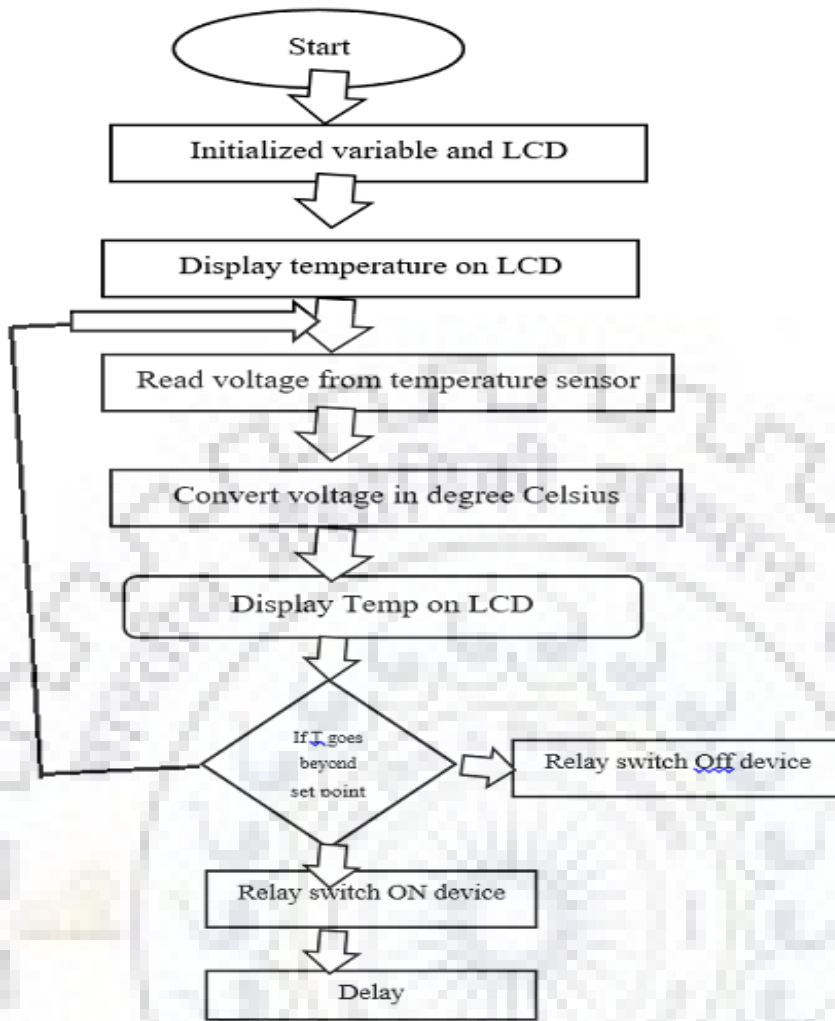 Start
Initialized variable and LCD
Display temperature on LCD
Read voltage from temperature sensor
Convert voltage in degree Celsius
Display Temp on LCD
If T goes
beyond
set point
Relay switch Off device
Relay switch ON device
Delay